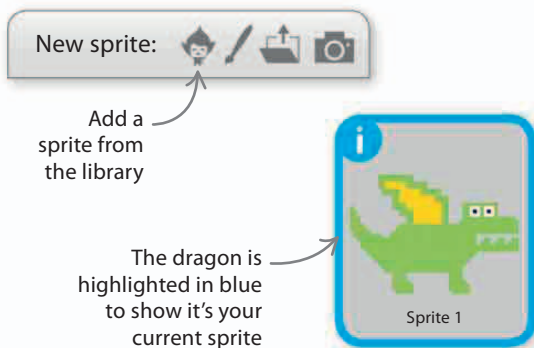 New sprite:
Add a
sprite from
the library
i
The dragon is
highlighted in blue
to show it's your
current sprite
Sprite 1